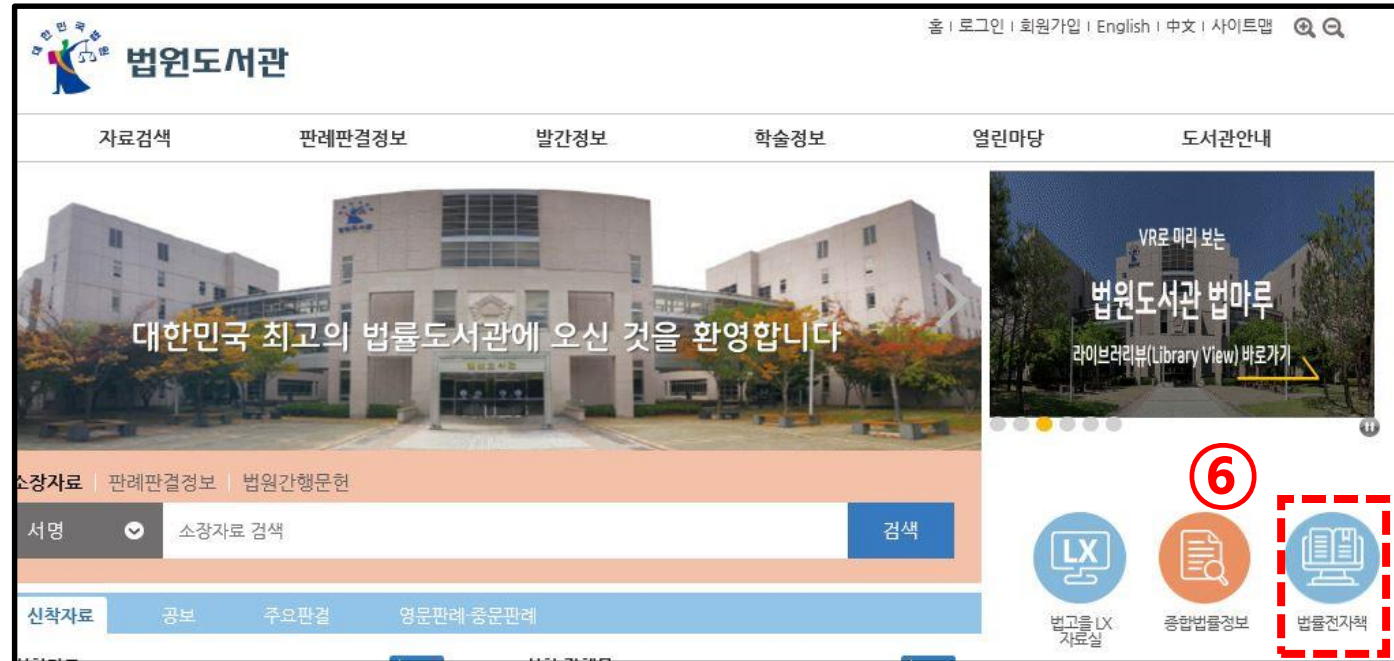 대한민국법원
법원도서관
홈 | 로그인 | 회원가입 | English | 中文 | 사이트맵
자료검색 판례판결정보 발간정보 학술정보 열린마당 도서관안내
대한민국 최고의 법률도서관에 오신 것을 환영합니다
VR로 미리 보는
법원도서관 법마루
라이브러리뷰(Library View) 바로가기
소장자료 | 판례판결정보 | 법원간행문헌
서명 소장자료 검색 검색
⑥
LX
법고을 LX
자료실
종합법률정보
법률전자책
신착자료 공보 주요판결 영문판례·중문판례